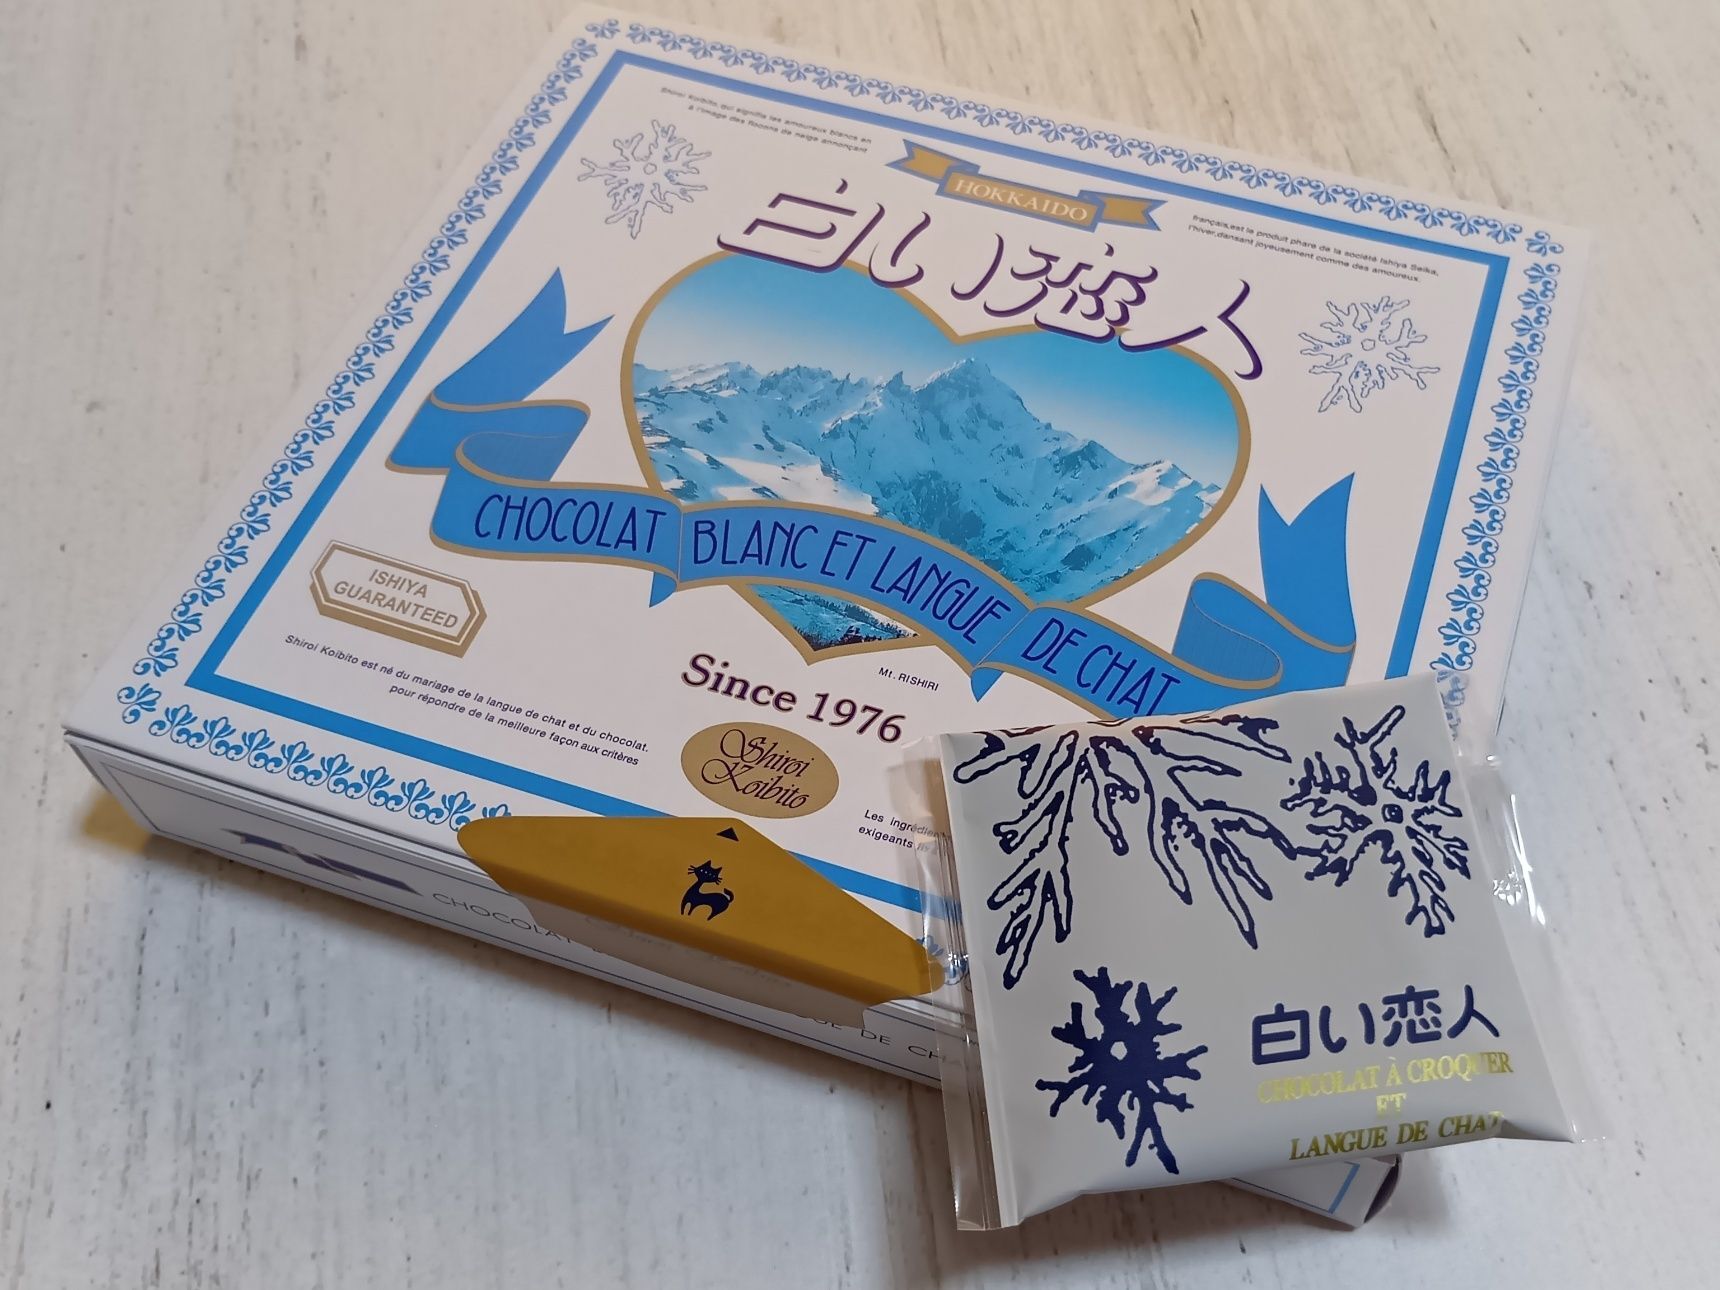 Shiroi Koibito, qui signifie les amoureux blancs en
à l'image des flocons de neige annonçant
HOKKAIDO
français,est le produit phare de la société Ishiya Seika,
l'hiver,dansant joyeusement comme des amoureux.
白い恋人
CHOCOLAT BLANC ET LANGUE DE CHAT
ISHIYA
GUARANTEED
Mt. RISHIRI
Since 1976
Shiroi Koibito est né du mariage de la langue de chat et du chocolat.
pour répondre de la meilleure façon aux critères
Shiroi
Koibito
Les
exigeants
CHOCOLAT
DE
白い恋人
CHOCOLAT À CROQUER
ET
LANGUE DE CHAT